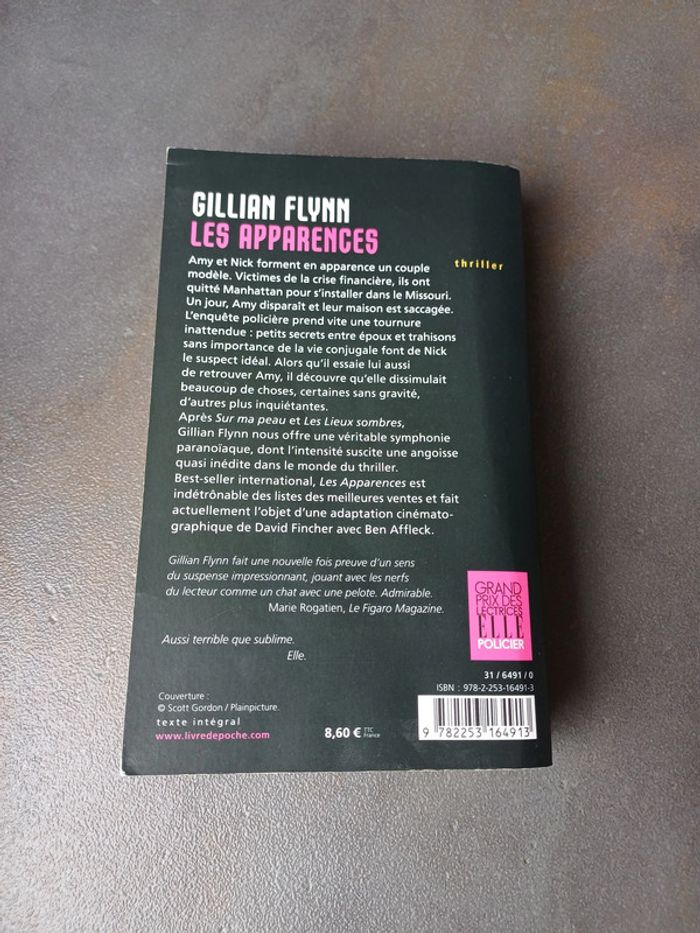 GILLIAN FLYNN
LES APPARENCES
thriller
Amy et Nick forment en apparence un couple
modèle. Victimes de la crise financière, ils ont
quitté Manhattan pour s'installer dans le Missouri.
Un jour, Amy disparaît et leur maison est saccagée.
L'enquête policière prend vite une tournure
inattendue : petits secrets entre époux et trahisons
sans importance de la vie conjugale font de Nick
le suspect idéal. Alors qu'il essaie lui aussi
de retrouver Amy, il découvre qu'elle dissimulait
beaucoup de choses, certaines sans gravité,
d'autres plus inquiétantes.
Après Sur ma peau et Les Lieux sombres,
Gillian Flynn nous offre une véritable symphonie
paranoïaque, dont l'intensité suscite une angoisse
quasi inédite dans le monde du thriller.
Best-seller international, Les Apparences est
indétrônable des listes des meilleures ventes et fait
actuellement l'objet d'une adaptation cinémato-
graphique de David Fincher avec Ben Affleck.
Gillian Flynn fait une nouvelle fois preuve d'un sens
du suspense impressionnant, jouant avec les nerfs
du lecteur comme un chat avec une pelote. Admirable.
Marie Rogatien, Le Figaro Magazine.
Aussi terrible que sublime.
Elle.
GRAND
PRIX DES
LECTRICES
ELLE
POLICIER
Couverture :
© Scott Gordon / Plainpicture.
texte intégral
www.livredepoche.com
8,60 € TTC
France
31 / 6491 / 0
ISBN : 978-2-253-16491-3
9 782253 164913